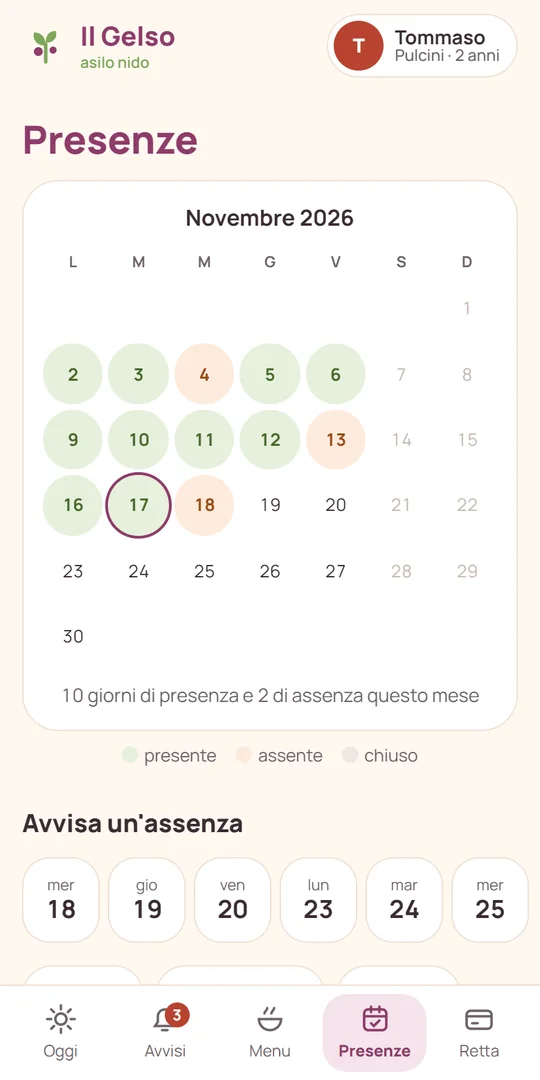 Il Gelso
asilo nido
T
Tommaso
Pulcini · 2 anni
Presenze
Novembre 2026
L M M G V S D
1
2 3 4 5 6 7 8
9 10 11 12 13 14 15
16 17 18 19 20 21 22
23 24 25 26 27 28 29
30
10 giorni di presenza e 2 di assenza questo mese
presente assente chiuso
Avvisa un'assenza
mer gio ven lun mar mer
18 19 20 23 24 25
3
Oggi Avvisi Menu Presenze Retta